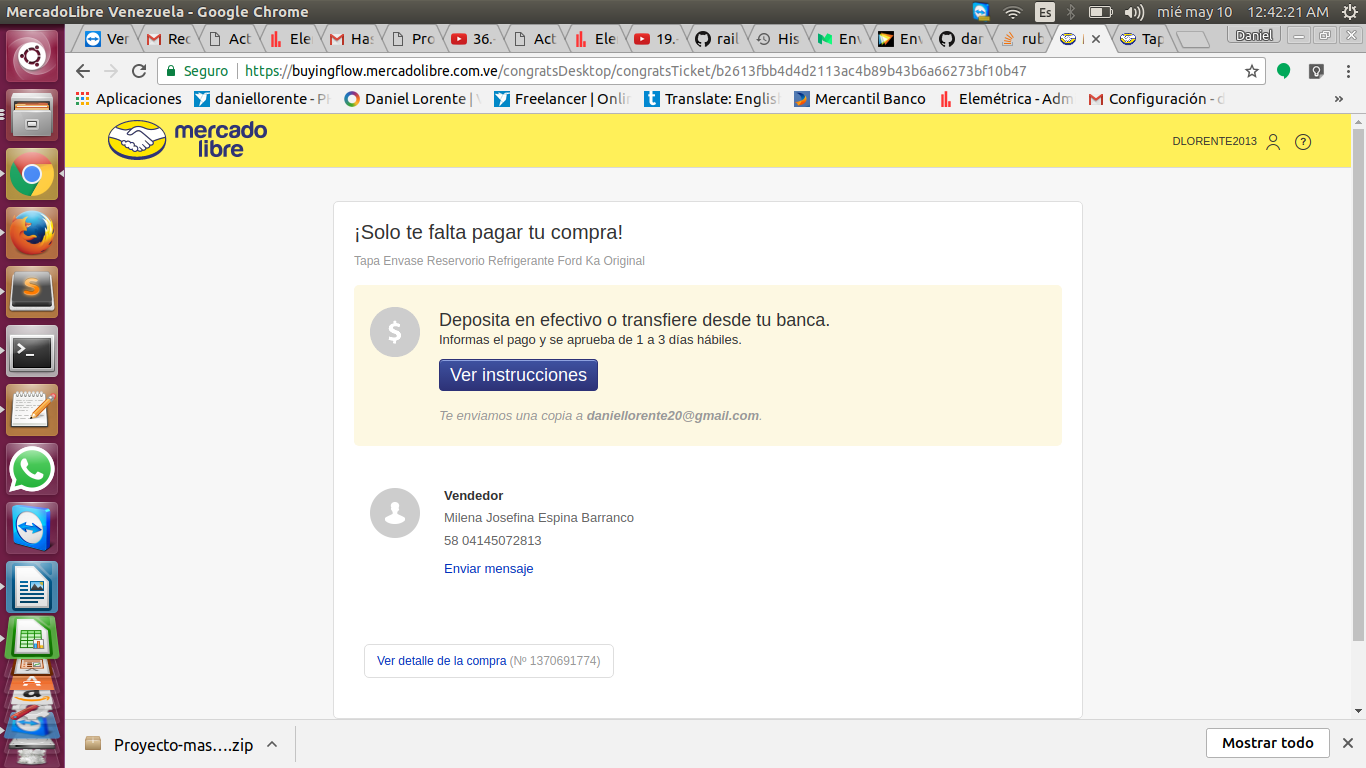 MercadoLibre Venezuela - Google Chrome
Es
mié may 10 12:42:21 AM
Ver
Rec
Act
Ele
Has
Pro
36.-
Act
Ele
19.-
rail
His
Env
Env
dar
rub
Tap
Daniel
Seguro
https://buyingflow.mercadolibre.com.ve/congratsDesktop/congratsTicket/b2613fbb4d4d2113ac4b89b43b6a66273bf10b47
Aplicaciones
daniellorente - PH
Daniel Lorente |
Freelancer | Onlin
Translate: English
Mercantil Banco
Elemétrica - Adm
Configuración - d
»
mercado
libre
DLORENTE2013
¡Solo te falta pagar tu compra!
Tapa Envase Reservorio Refrigerante Ford Ka Original
Deposita en efectivo o transfiere desde tu banca.
Informas el pago y se aprueba de 1 a 3 días hábiles.
Ver instrucciones
Te enviamos una copia a daniellorente20@gmail.com.
Vendedor
Milena Josefina Espina Barranco
58 04145072813
Enviar mensaje
Ver detalle de la compra (Nº 1370691774)
Proyecto-mas....zip
Mostrar todo